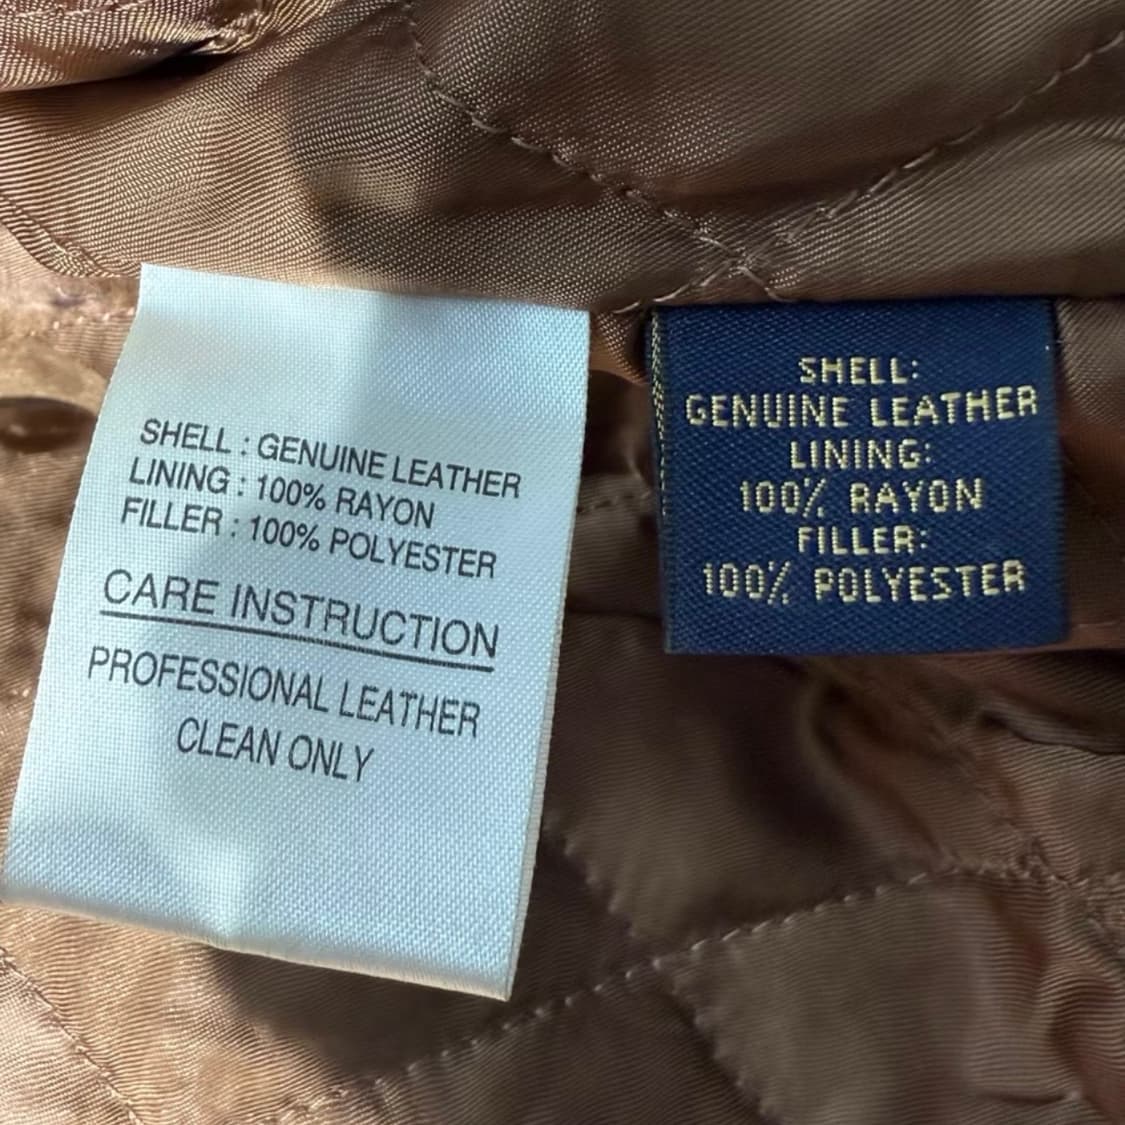 SHELL : GENUINE LEATHER
LINING : 100% RAYON
FILLER : 100% POLYESTER
CARE INSTRUCTION
PROFESSIONAL LEATHER
CLEAN ONLY
SHELL:
GENUINE LEATHER
LINING:
100% RAYON
FILLER:
100% POLYESTER